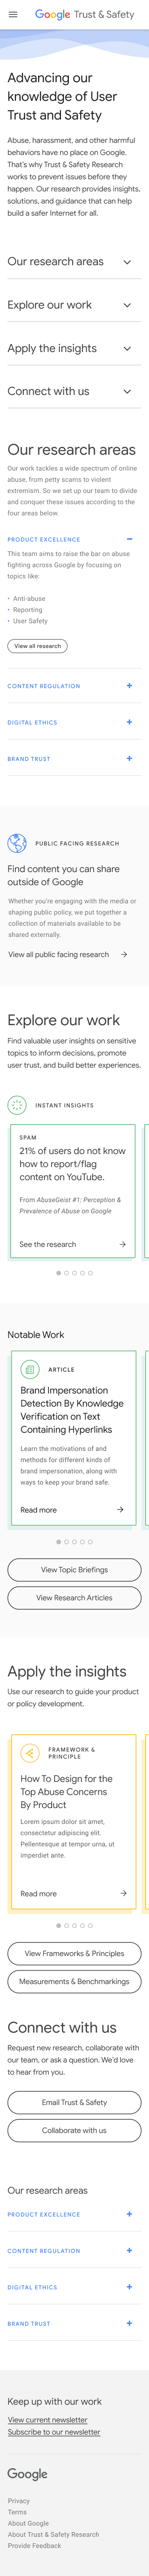 Google Trust & Safety
Advancing our
knowledge of User
Trust and Safety
Abuse, harassment, and other harmful
behaviors have no place on Google.
That's why Trust & Safety Research
works to prevent issues before they
happen. Our research provides insights,
solutions, and guidance that can help
build a safer Internet for all.
Our research areas
Explore our work
Apply the insights
Connect with us
Our research areas
Our work tackles a wide spectrum of online
abuse, from petty scams to violent
extremism. So we set up our team to divide
and conquer these issues according to the
four areas below.
PRODUCT EXCELLENCE
This team aims to raise the bar on abuse
fighting across Google by focusing on
topics like:
• Anti-abuse
• Reporting
• User Safety
View all research
CONTENT REGULATION
DIGITAL ETHICS
BRAND TRUST
PUBLIC FACING RESEARCH
Find content you can share
outside of Google
Whether you're working with the media or
shaping public policy, we put together a
collection of materials available to be
shared externally.
View all public facing research
Explore our work
Find valuable user insights on sensitive
topics to inform decisions, promote
user trust, and build better experiences.
INSTANT INSIGHTS
SPAM
21% of users do not know
how to report/flag
content on YouTube.
From AbuseGeist #1: Perception &
Prevalence of Abuse on Google
See the research
Notable Work
ARTICLE
Brand Impersonation
Detection By Knowledge
Verification on Text
Containing Hyperlinks
Learn the motivations of and
methods for different kinds of
brand impersonation, along with
ways to keep your brand safe.
Read more
View Topic Briefings
View Research Articles
Apply the insights
Use our research to guide your product
or policy development.
FRAMEWORK &
PRINCIPLE
How To Design for the
Top Abuse Concerns
By Product
Lorem ipsum dolor sit amet,
consectetur adipiscing elit.
Pellentesque at tempor urna, ut
imperdiet ante.
Read more
View Frameworks & Principles
Measurements & Benchmarkings
Connect with us
Request new research, collaborate with
our team, or ask a question. We'd love
to hear from you.
Email Trust & Safety
Collaborate with us
Our research areas
PRODUCT EXCELLENCE
CONTENT REGULATION
DIGITAL ETHICS
BRAND TRUST
Keep up with our work
View current newsletter
Subscribe to our newsletter
Google
Privacy
Terms
About Google
About Trust & Safety Research
Provide Feedback